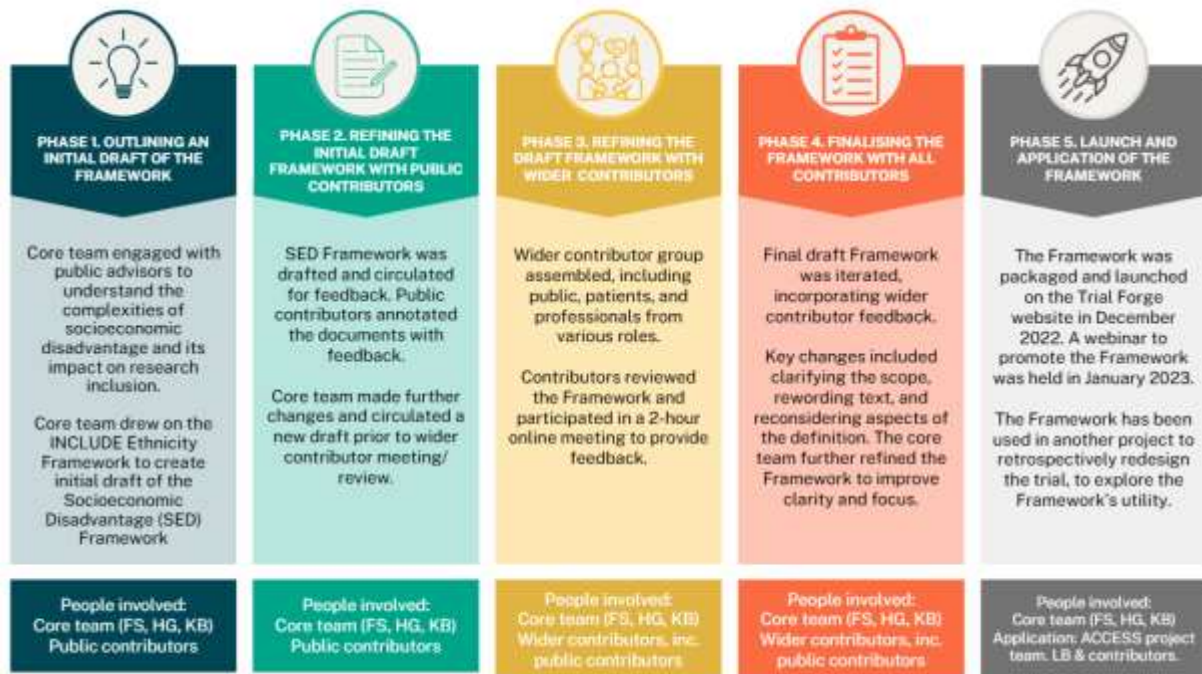 PHASE 1. OUTLINING AN
INITIAL DRAFT OF THE
FRAMEWORK
Core team engaged with
public advisors to
understand the
complexities of
socioeconomic
disadvantage and its
impact on research
inclusion.
Core team drew on the
INCLUDE Ethnicity
Framework to create
initial draft of the
Socioeconomic
Disadvantage (SED)
Framework
People involved:
Core team (FS, HG, KB)
Public contributors
PHASE 2. REFINING THE
INITIAL DRAFT
FRAMEWORK WITH PUBLIC
CONTRIBUTORS
SED Framework was
drafted and circulated
for feedback. Public
contributors annotated
the documents with
feedback.
Core team made further
changes and circulated a
new draft prior to wider
contributor meeting/
review.
People involved:
Core team (FS, HG, KB)
Public contributors
PHASE 3. REFINING THE
DRAFT FRAMEWORK WITH
WIDER CONTRIBUTORS
Wider contributor group
assembled, including
public, patients, and
professionals from
various roles.
Contributors reviewed
the Framework and
participated in a 2-hour
online meeting to provide
feedback.
People involved:
Core team (FS, HG, KB)
Wider contributors, inc.
public contributors
PHASE 4. FINALISING THE
FRAMEWORK WITH ALL
CONTRIBUTORS
Final draft Framework
was iterated,
incorporating wider
contributor feedback.
Key changes included
clarifying the scope,
rewording text, and
reconsidering aspects of
the definition. The core
team further refined the
Framework to improve
clarity and focus.
People involved:
Core team (FS, HG, KB)
Wider contributors, inc.
public contributors
PHASE 5. LAUNCH AND
APPLICATION OF THE
FRAMEWORK
The Framework was
packaged and launched
on the Trial Forge
website in December
2022. A webinar to
promote the Framework
was held in January 2023.
The Framework has been
used in another project to
retrospectively redesign
the trial, to explore the
Framework's utility.
People involved:
Core team (FS, HG, KB)
Application: ACCESS project
team. LB & contributors.